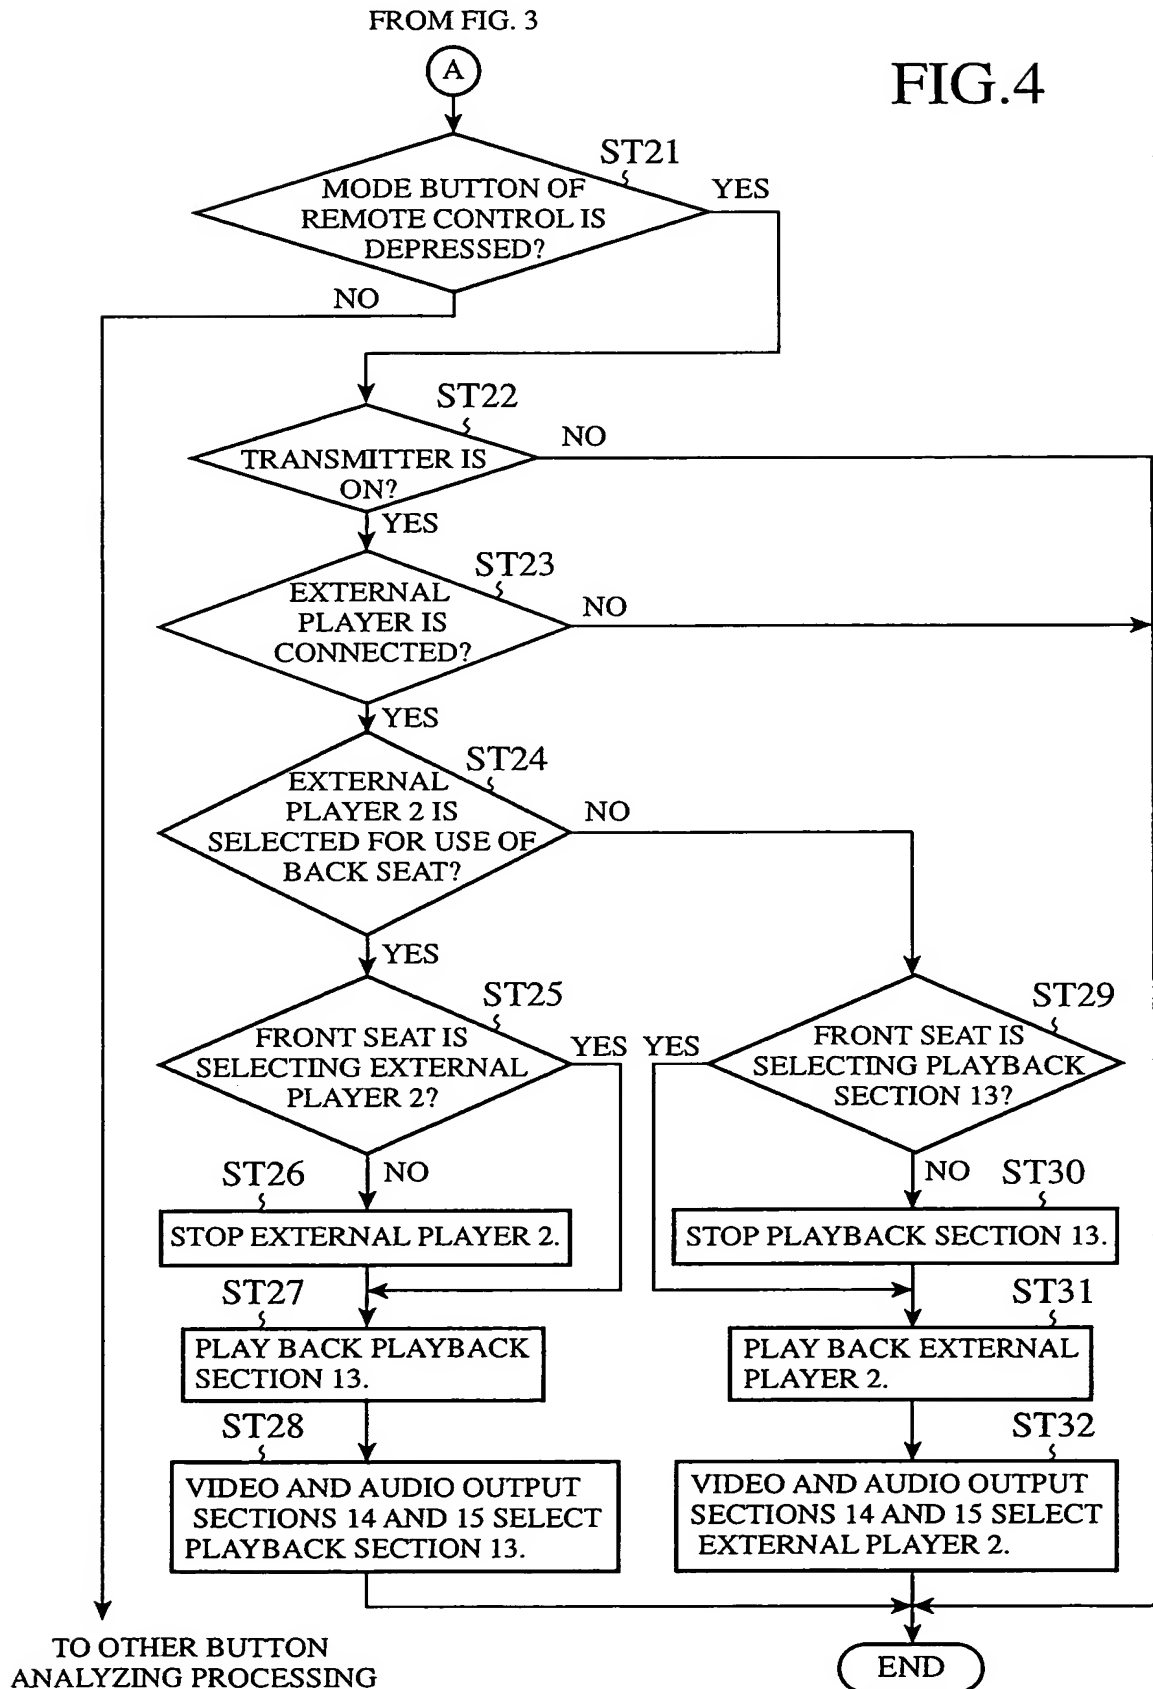 FROM FIG. 3
A
FIG.4
ST21
MODE BUTTON OF
REMOTE CONTROL IS
DEPRESSED?
YES
NO
ST22
TRANSMITTER IS
ON?
NO
YES
ST23
EXTERNAL
PLAYER IS
CONNECTED?
NO
YES
ST24
EXTERNAL
PLAYER 2 IS
SELECTED FOR USE OF
BACK SEAT?
NO
YES
ST25
FRONT SEAT IS
SELECTING EXTERNAL
PLAYER 2?
YES
NO
ST29
FRONT SEAT IS
SELECTING PLAYBACK
SECTION 13?
YES
NO
ST26
STOP EXTERNAL PLAYER 2.
ST30
STOP PLAYBACK SECTION 13.
ST27
PLAY BACK PLAYBACK
SECTION 13.
ST31
PLAY BACK EXTERNAL
PLAYER 2.
ST28
VIDEO AND AUDIO OUTPUT
SECTIONS 14 AND 15 SELECT
PLAYBACK SECTION 13.
ST32
VIDEO AND AUDIO OUTPUT
SECTIONS 14 AND 15 SELECT
EXTERNAL PLAYER 2.
TO OTHER BUTTON
ANALYZING PROCESSING
END